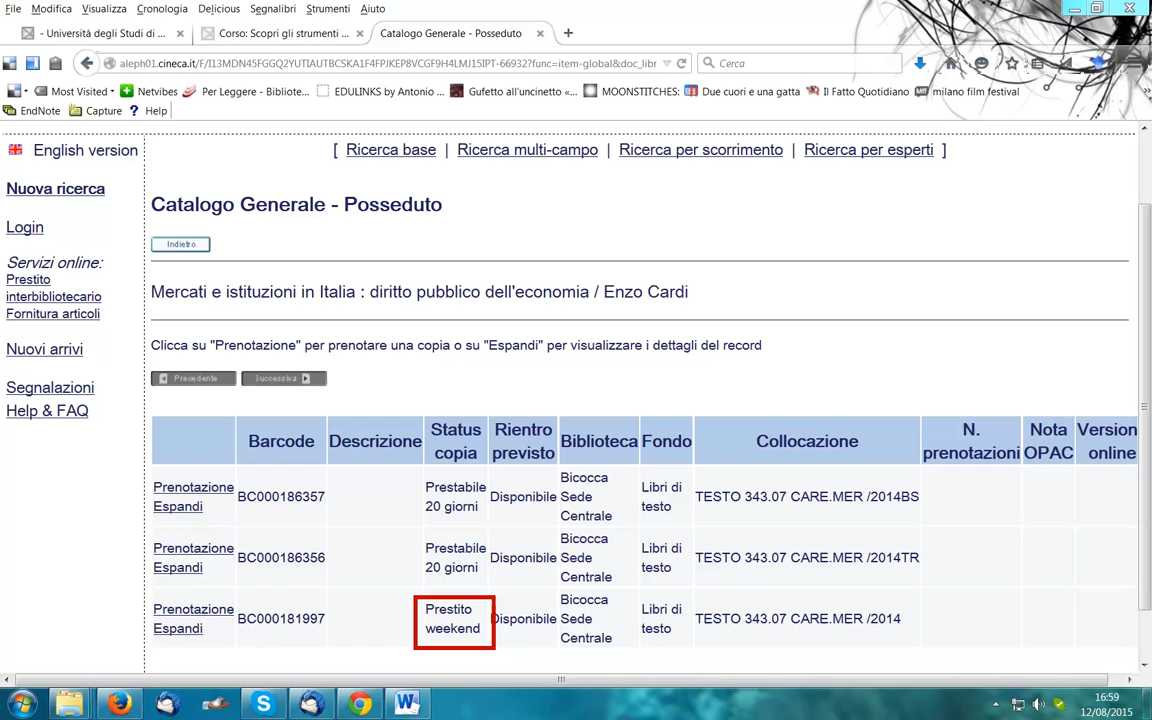 File Modifica Visualizza Cronologia Delicious Segnalibri Strumenti Aiuto
- Università degli Studi di ... × Corso: Scopri gli strumenti ... × Catalogo Generale - Posseduto × +
aleph01.cineca.it/F/I13MDN45FGGQ2YUTIAUTBCSKA1F4FPJKEP8VCGF9H4LMJ15IPT-66932?func=item-global&doc_libr Cerca
Most Visited Netvibes Per Leggere - Bibliote... EDULINKS by Antonio ... Gufetto all'uncinetto «... MOONSTITCHES: Due cuori e una gatta Il Fatto Quotidiano milano film festival
EndNote Capture ? Help
English version
[ Ricerca base | Ricerca multi-campo | Ricerca per scorrimento | Ricerca per esperti ]
Nuova ricerca
Login
Servizi online:
Prestito
interbibliotecario
Fornitura articoli
Nuovi arrivi
Segnalazioni
Help & FAQ
Catalogo Generale - Posseduto
Indietro
Mercati e istituzioni in Italia : diritto pubblico dell'economia / Enzo Cardi
Clicca su "Prenotazione" per prenotare una copia o su "Espandi" per visualizzare i dettagli del record
Precedente Successiva
Barcode Descrizione Status copia Rientro previsto Biblioteca Fondo Collocazione N. prenotazioni Nota OPAC Version online
Prenotazione Espandi BC000186357 Prestabile 20 giorni Disponibile Bicocca Sede Centrale Libri di testo TESTO 343.07 CARE.MER /2014BS
Prenotazione Espandi BC000186356 Prestabile 20 giorni Disponibile Bicocca Sede Centrale Libri di testo TESTO 343.07 CARE.MER /2014TR
Prenotazione Espandi BC000181997 Prestito weekend Disponibile Bicocca Sede Centrale Libri di testo TESTO 343.07 CARE.MER /2014
16:59
12/08/2015